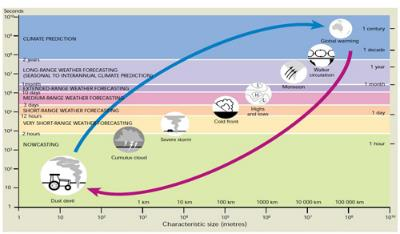 Seconds
CLIMATE PREDICTION
2 years
LONG-RANGE WEATHER FORECASTING
(SEASONAL TO INTERANNUAL CLIMATE PREDICTION)
1 month
EXTENDED-RANGE WEATHER FORECASTING
10 days
MEDIUM-RANGE WEATHER FORECASTING
3 days
SHORT-RANGE WEATHER FORECASTING
12 hours
VERY SHORT-RANGE WEATHER FORECASTING
2 hours
NOWCASTING
Global warming
Walker
circulation
Monsoon
Highs
and lows
Cold front
Severe storm
Cumulus cloud
Dust devil
1 century
1 decade
1 year
1 month
1 day
1 hour
1 km
10 km
100 km
1000 km
10 000 km
100 000 km
Characteristic size (metres)